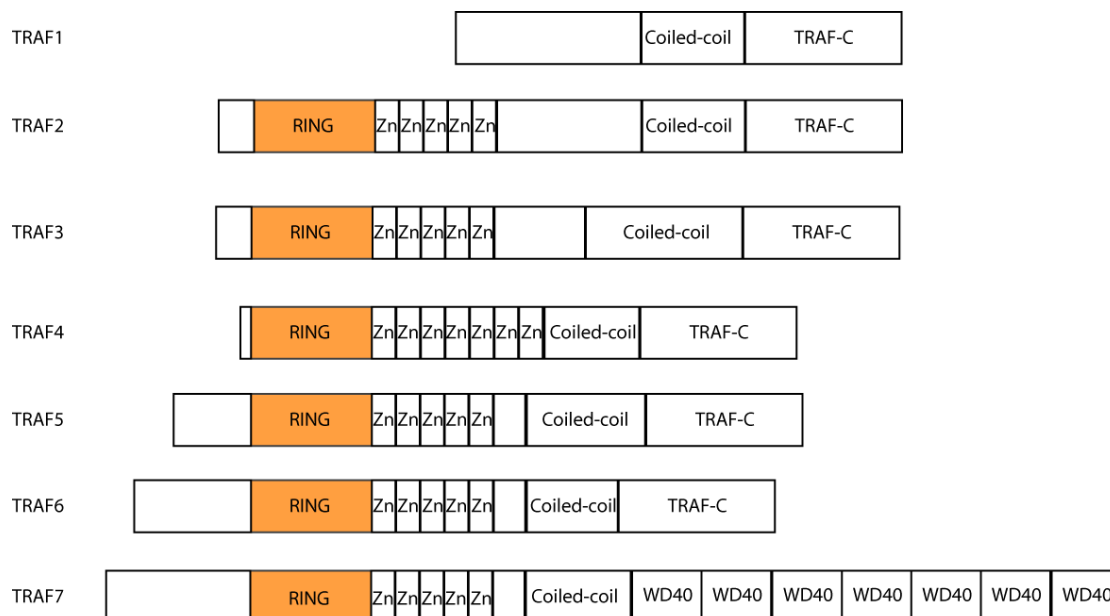 TRAF1 Coiled-coil TRAF-C
TRAF2 RING Zn Zn Zn Zn Zn Coiled-coil TRAF-C
TRAF3 RING Zn Zn Zn Zn Zn Coiled-coil TRAF-C
TRAF4 RING Zn Zn Zn Zn Zn Zn Zn Coiled-coil TRAF-C
TRAF5 RING Zn Zn Zn Zn Zn Coiled-coil TRAF-C
TRAF6 RING Zn Zn Zn Zn Zn Coiled-coil TRAF-C
TRAF7 RING Zn Zn Zn Zn Zn Coiled-coil WD40 WD40 WD40 WD40 WD40 WD40 WD40